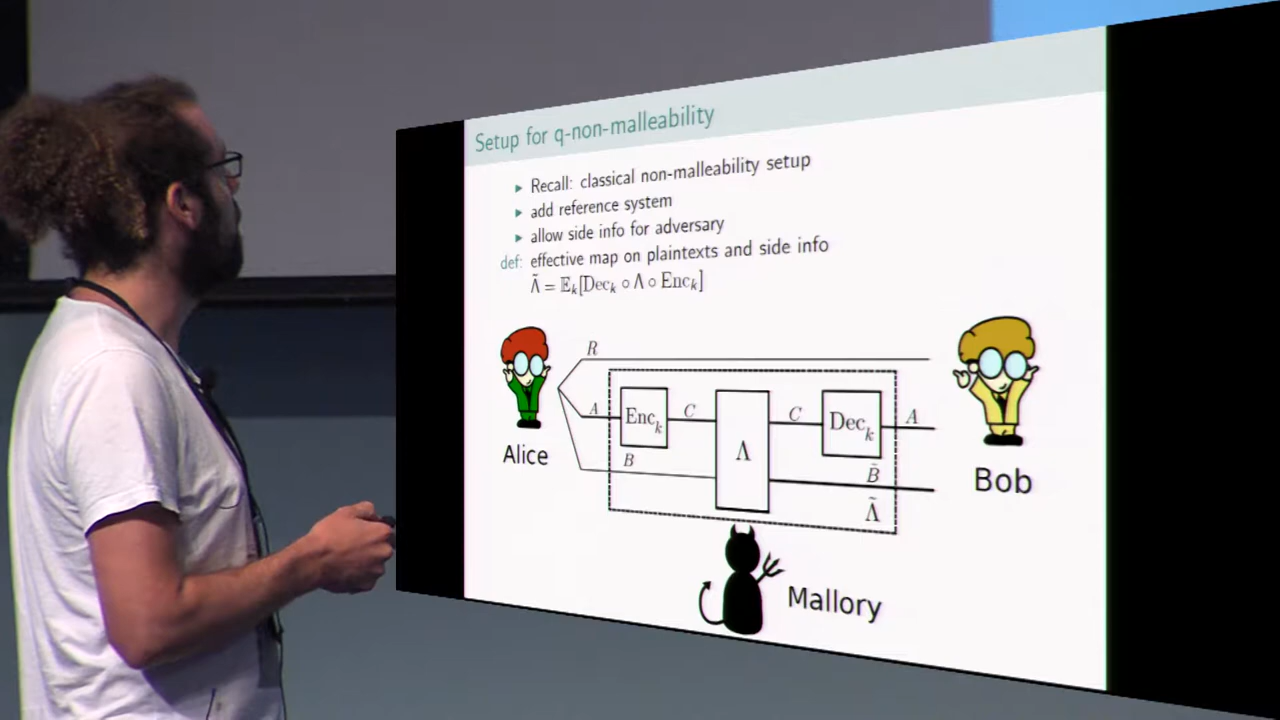 Setup for q-non-malleability
▸ Recall: classical non-malleability setup
▸ add reference system
▸ allow side info for adversary
def: effective map on plaintexts and side info
Λ̃ = 𝔼ₖ[Decₖ ∘ Λ ∘ Encₖ]
R
A Encₖ C Λ C Decₖ A
B B̃
Λ̃
Alice
Bob
Mallory